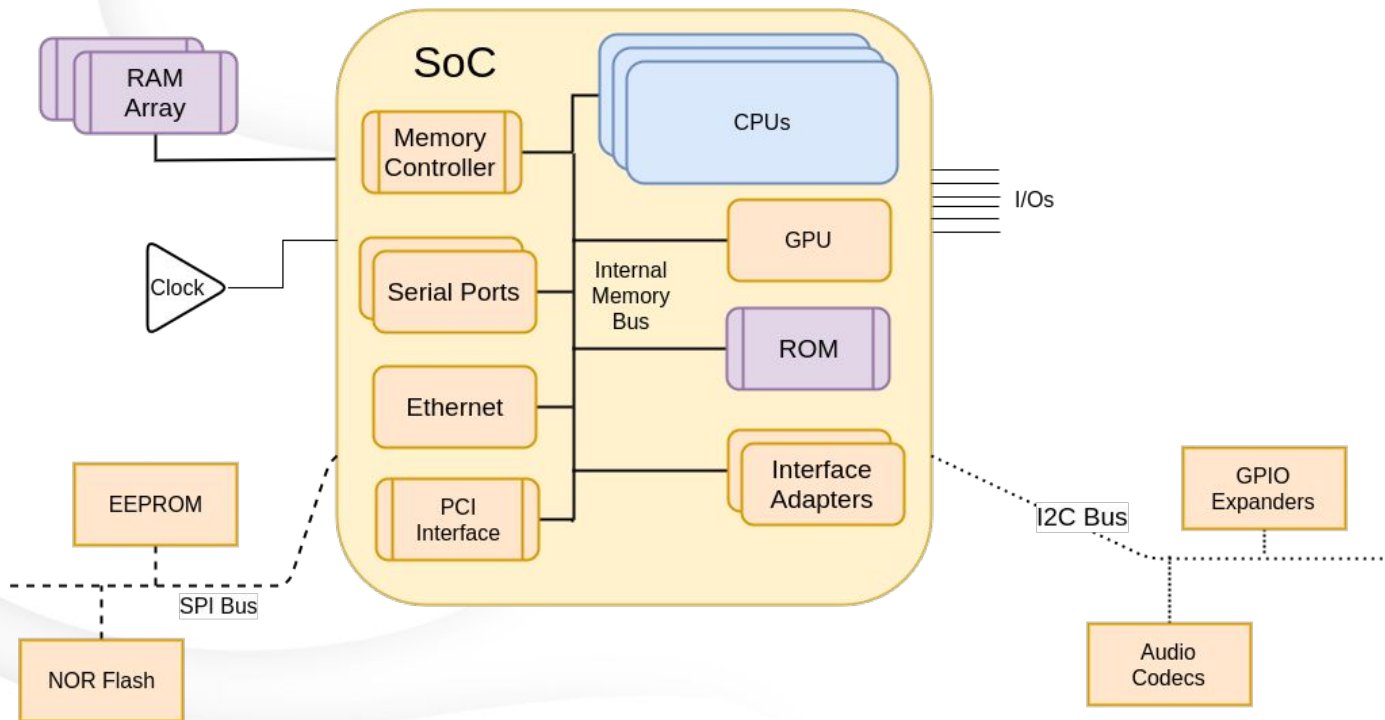 SoC
RAM
Array
Memory
Controller
CPUs
I/Os
GPU
Clock
Serial Ports
Internal
Memory
Bus
ROM
Ethernet
Interface
Adapters
PCI
Interface
EEPROM
SPI Bus
NOR Flash
I2C Bus
GPIO
Expanders
Audio
Codecs